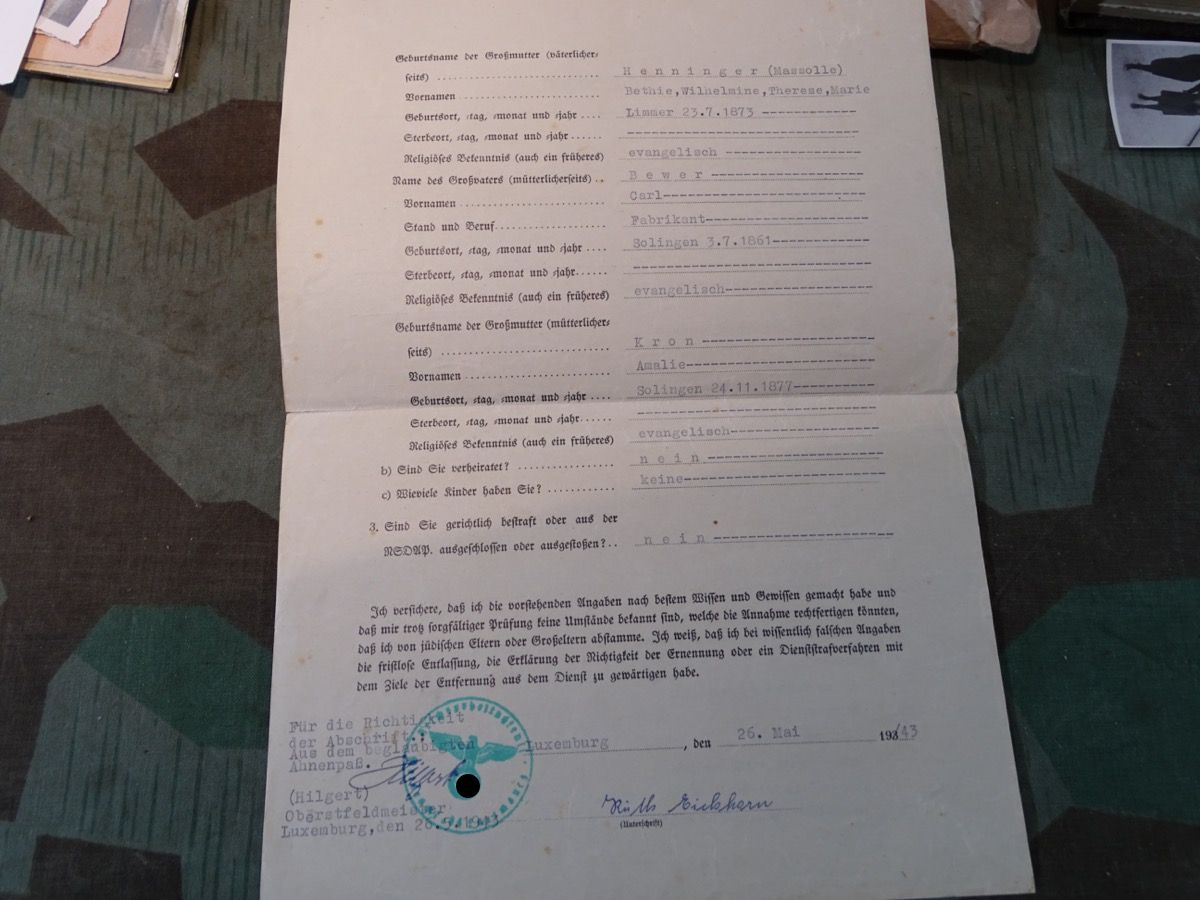 Geburtsname der Großmutter (väterlicher-
seits) .................... H e n n i n g e r (Massolle)
Vornamen .................... Bethie,Wilhelmine,Therese,Marie
Geburtsort, -tag, -monat und -jahr .... Limmer 23.7.1873 ------------
Sterbeort, -tag, -monat und -jahr ...... -----------------------------
Religiöses Bekenntnis (auch ein früheres) evangelisch -----------------
Name des Großvaters (mütterlicherseits) .. B e w e r -------------------
Vornamen .................... Carl-------------------------
Stand und Beruf.................... Fabrikant--------------------
Geburtsort, -tag, -monat und -jahr .... Solingen 3.7.1861------------
Sterbeort, -tag, -monat und -jahr...... -----------------------------
Religiöses Bekenntnis (auch ein früheres) evangelisch------------------
Geburtsname der Großmutter (mütterlicher-
seits) .................... K r o n ---------------------
Vornamen .................... Amalie-----------------------
Geburtsort, -tag, -monat und -jahr .... Solingen 24.11.1877----------
Sterbeort, -tag, -monat und -jahr...... -----------------------------
Religiöses Bekenntnis (auch ein früheres) evangelisch------------------
b) Sind Sie verheiratet? ................ n e i n ---------------------
c) Wieviele Kinder haben Sie? ........... keine------------------------
3. Sind Sie gerichtlich bestraft oder aus der
NSDAP. ausgeschlossen oder ausgestoßen? .. n e i n ---------------------
Ich versichere, daß ich die vorstehenden Angaben nach bestem Wissen und Gewissen gemacht habe und
daß mir trotz sorgfältiger Prüfung keine Umstände bekannt sind, welche die Annahme rechtfertigen könnten,
daß ich von jüdischen Eltern oder Großeltern abstamme. Ich weiß, daß ich bei wissentlich falschen Angaben
die fristlose Entlassung, die Erklärung der Nichtigkeit der Ernennung oder ein Dienststrafverfahren mit
dem Ziele der Entfernung aus dem Dienst zu gewärtigen habe.
Für die Richtigkeit
der Abschrift:
Aus dem beglaubigten
Ahnenpaß.
Luxemburg , den 26. Mai 193/43
Hilgert
(Hilgert)
Oberstfeldmeister
Luxemburg,den 26.5.1943
Ruth Eickhorn
(Unterschrift)